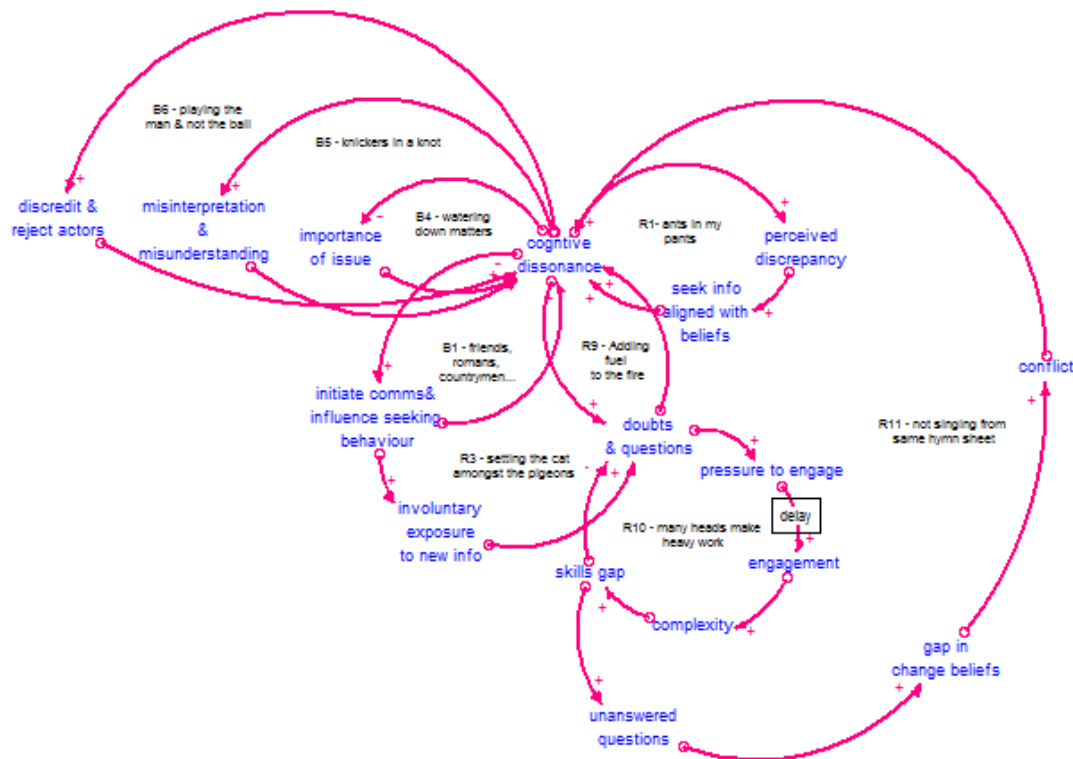 B6 - playing the
man & not the ball
B5 - knickers in a knot
discredit &
reject actors
misinterpretation
&
misunderstanding
importance
of issue
B4 - watering
down matters
cogntive
dissonance
R1- ants in my
pants
perceived
discrepancy
seek info
aligned with
beliefs
B1 - friends,
romans,
countrymen...
R9 - Adding
fuel
to the fire
conflict
initiate comms&
influence seeking
behaviour
doubts
& questions
R11 - not singing from
same hymn sheet
R3 - setting the cat
amongst the pigeons
pressure to engage
involuntary
exposure
to new info
delay
R10 - many heads make
heavy work
engagement
skills gap
complexity
gap in
change beliefs
unanswered
questions